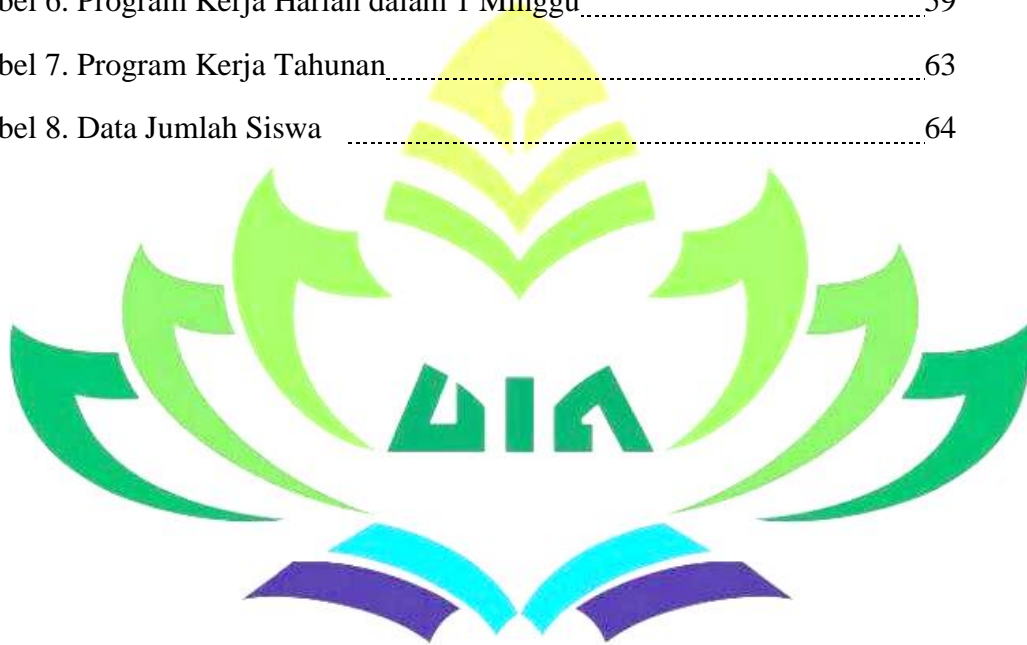 bel 6. Program Kerja Harian dalam 1 Minggu 59
bel 7. Program Kerja Tahunan 63
bel 8. Data Jumlah Siswa 64
UIN